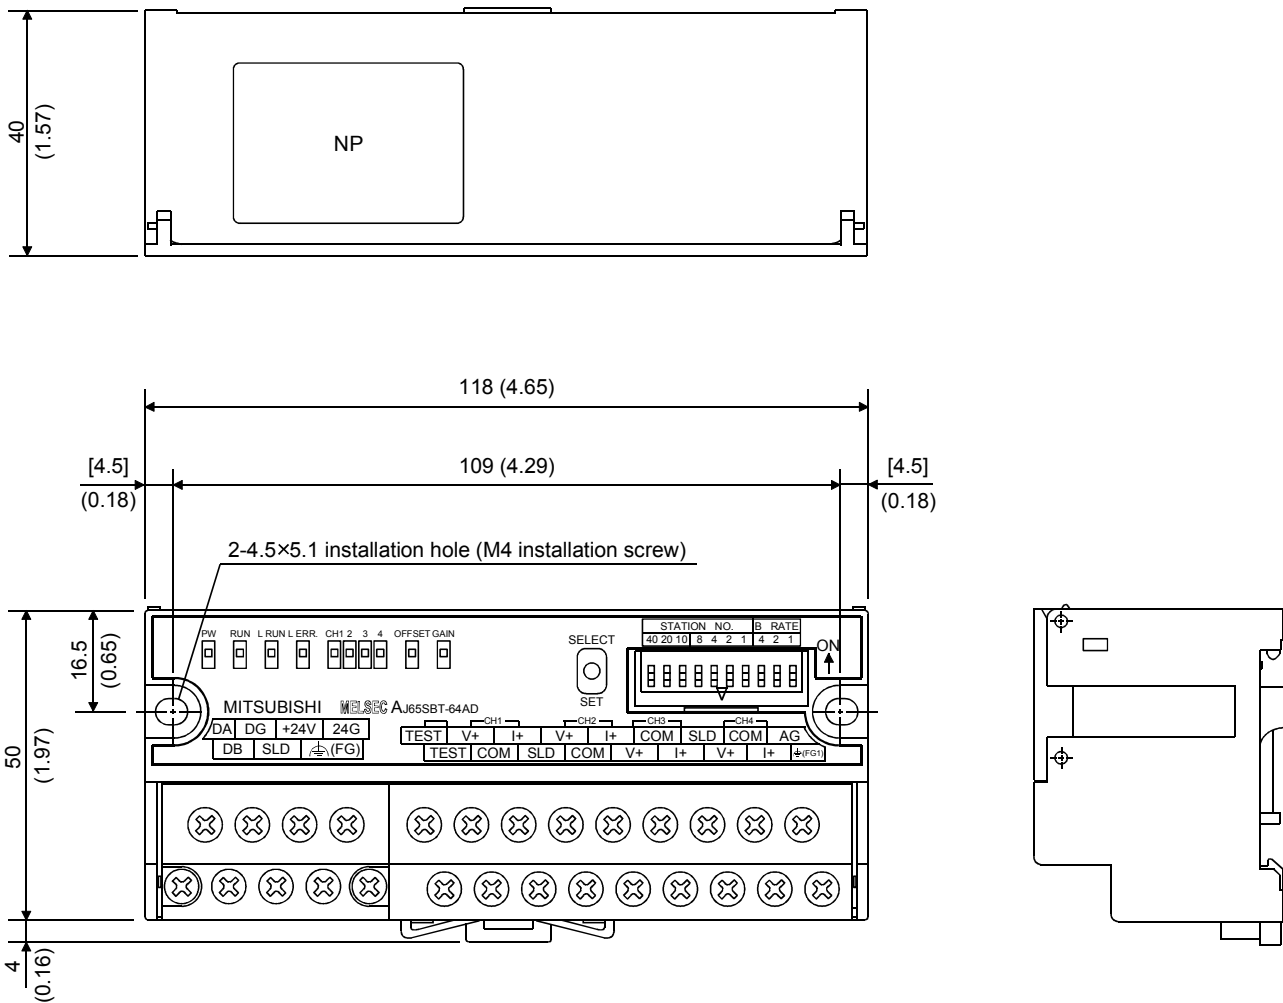 40
(1.57)
NP
118 (4.65)
[4.5]
(0.18)
109 (4.29)
[4.5]
(0.18)
2-4.5×5.1 installation hole (M4 installation screw)
50
(1.97)
16.5
(0.65)
4
(0.16)
PW RUN L RUN L ERR. CH1 2 3 4 OFFSET GAIN
SELECT
SET
STATION NO. B RATE
40 20 10 8 4 2 1 4 2 1
ON
MITSUBISHI MELSEC AJ65SBT-64AD
DA DG +24V 24G
DB SLD (FG)
CH1 CH2 CH3 CH4
TEST V+ I+ V+ I+ COM SLD COM AG
TEST COM SLD COM V+ I+ V+ I+ (FG1)